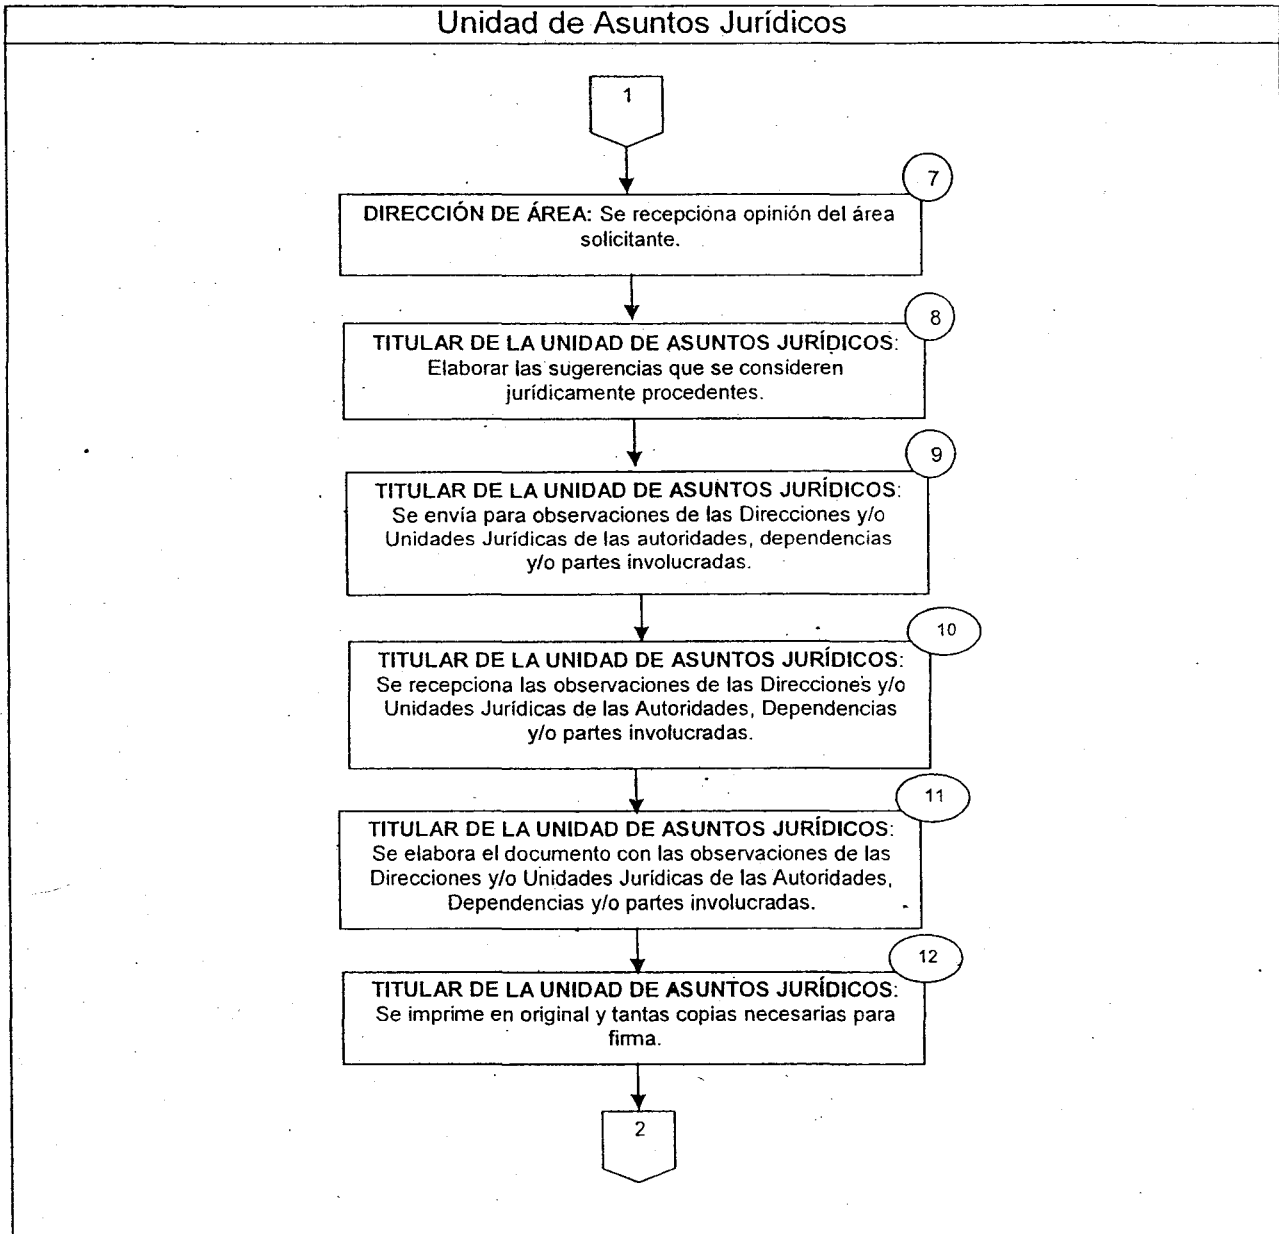 Unidad de Asuntos Jurídicos
1
7
DIRECCIÓN DE ÁREA: Se recepciona opinión del área
solicitante.
8
TITULAR DE LA UNIDAD DE ASUNTOS JURÍDICOS:
Elaborar las sugerencias que se consideren
jurídicamente procedentes.
9
TITULAR DE LA UNIDAD DE ASUNTOS JURÍDICOS:
Se envía para observaciones de las Direcciones y/o
Unidades Jurídicas de las autoridades, dependencias
y/o partes involucradas.
10
TITULAR DE LA UNIDAD DE ASUNTOS JURÍDICOS:
Se recepciona las observaciones de las Direcciones y/o
Unidades Jurídicas de las Autoridades, Dependencias
y/o partes involucradas.
11
TITULAR DE LA UNIDAD DE ASUNTOS JURÍDICOS:
Se elabora el documento con las observaciones de las
Direcciones y/o Unidades Jurídicas de las Autoridades,
Dependencias y/o partes involucradas.
12
TITULAR DE LA UNIDAD DE ASUNTOS JURÍDICOS:
Se imprime en original y tantas copias necesarias para
firma.
2